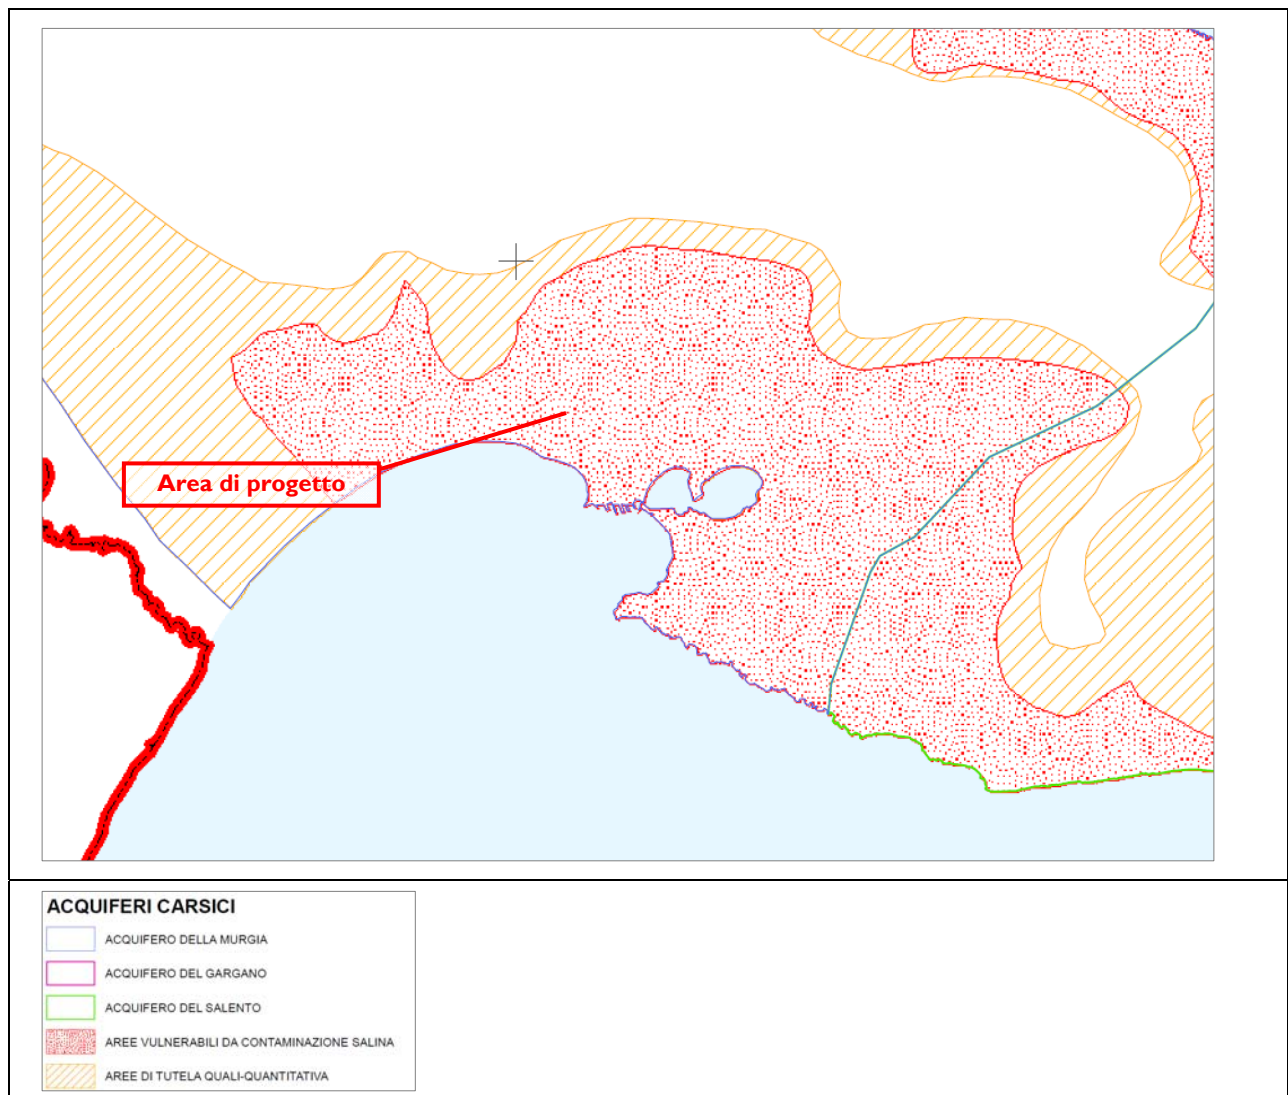 Area di progetto
ACQUIFERI CARSICI
ACQUIFERO DELLA MURGIA
ACQUIFERO DEL GARGANO
ACQUIFERO DEL SALENTO
AREE VULNERABILI DA CONTAMINAZIONE SALINA
AREE DI TUTELA QUALI-QUANTITATIVA